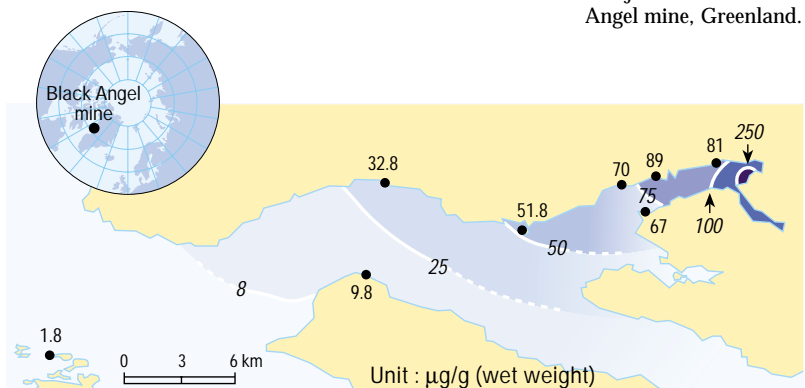 Angel mine, Greenland.
Black Angel
mine
250
81
89
32.8
70
75
51.8
67
100
50
25
8
9.8
1.8
0 3 6 km
Unit : µg/g (wet weight)